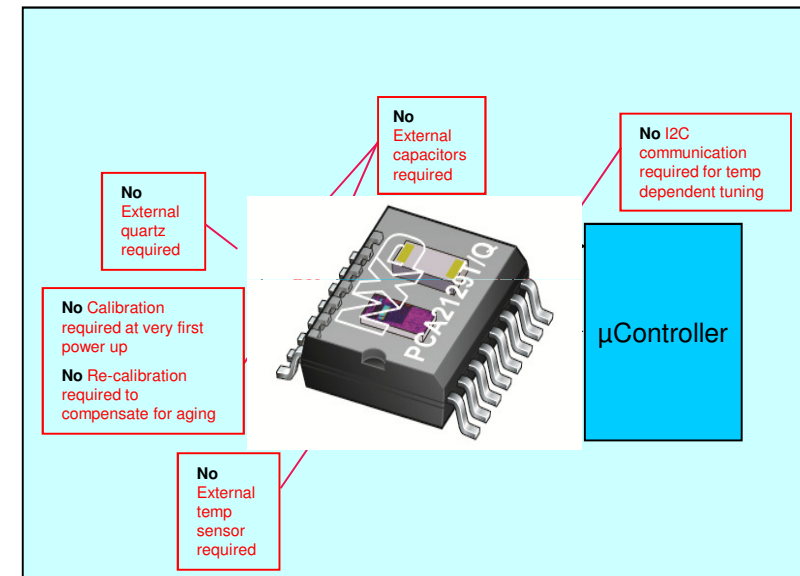 No
External
capacitors
required
No I2C
communication
required for temp
dependent tuning
No
External
quartz
required
NXP
PCA2129T/Q
µController
No Calibration
required at very first
power up
No Re-calibration
required to
compensate for aging
No
External
temp
sensor
required